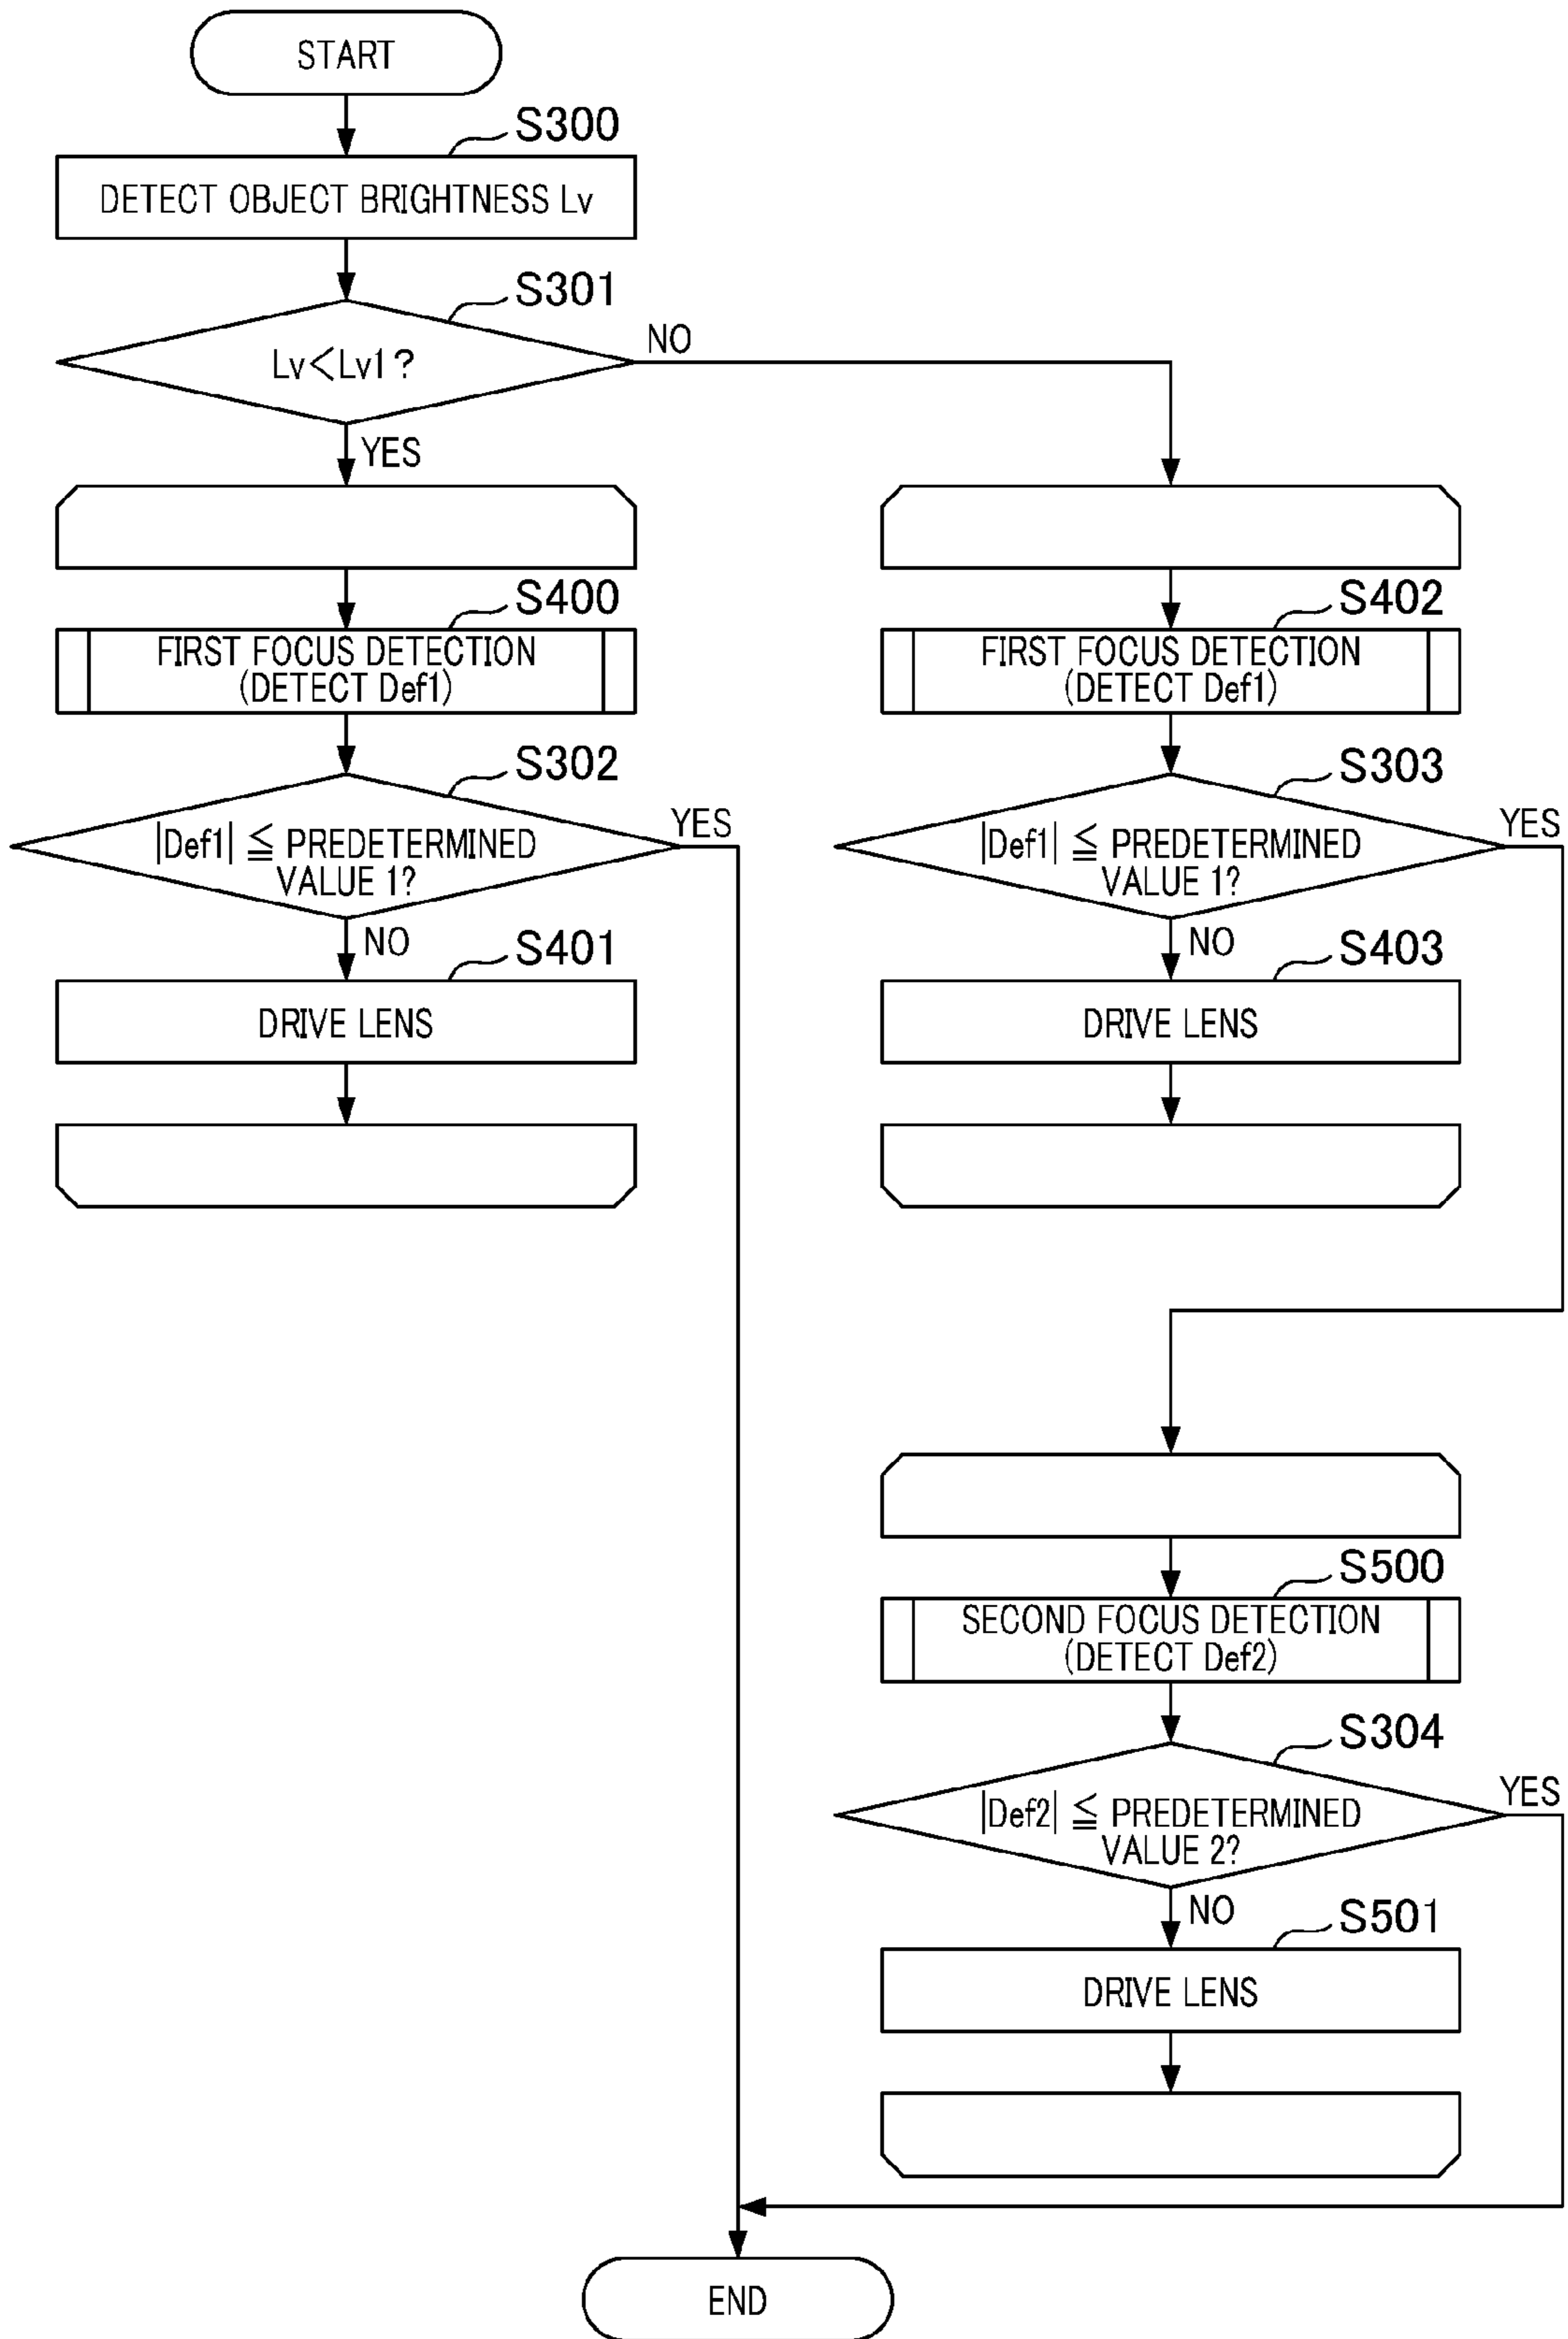 START
S300
DETECT OBJECT BRIGHTNESS Lv
S301
Lv<Lv1?
NO
YES
S400
FIRST FOCUS DETECTION
(DETECT Def1)
S302
|Def1| ≦ PREDETERMINED
VALUE 1?
YES
NO
S401
DRIVE LENS
S402
FIRST FOCUS DETECTION
(DETECT Def1)
S303
|Def1| ≦ PREDETERMINED
VALUE 1?
YES
NO
S403
DRIVE LENS
S500
SECOND FOCUS DETECTION
(DETECT Def2)
S304
|Def2| ≦ PREDETERMINED
VALUE 2?
YES
NO
S501
DRIVE LENS
END